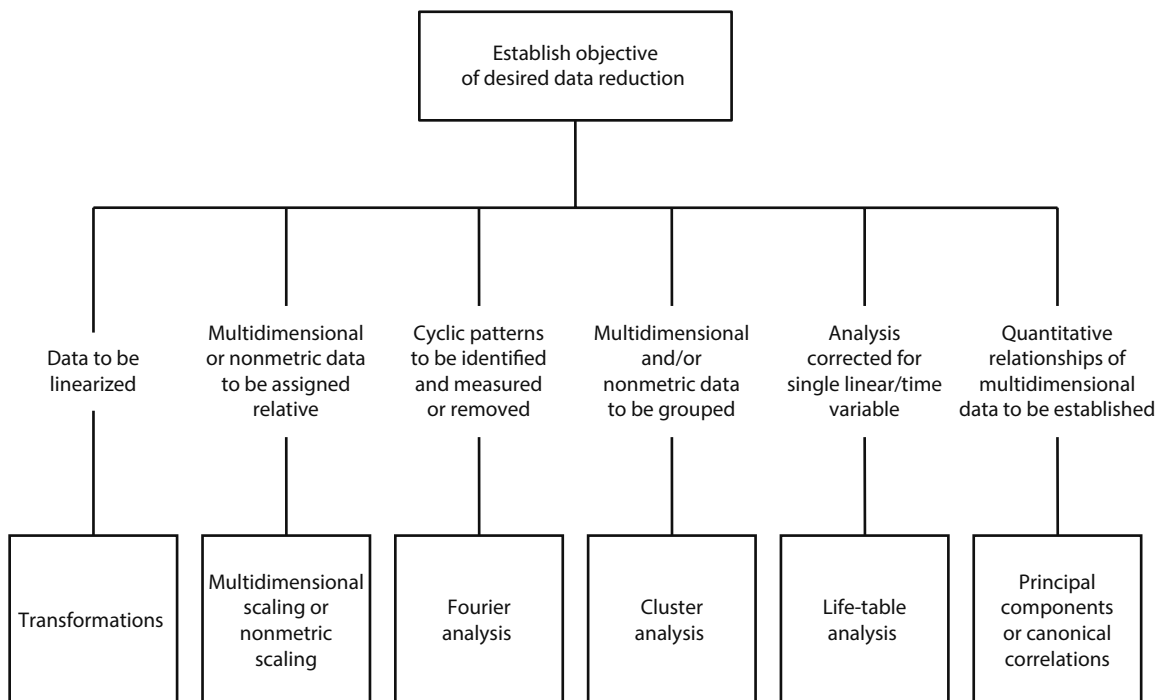 Establish objective
of desired data reduction
Data to be
linearized
Multidimensional
or nonmetric data
to be assigned
relative
Cyclic patterns
to be identified
and measured
or removed
Multidimensional
and/or
nonmetric data
to be grouped
Analysis
corrected for
single linear/time
variable
Quantitative
relationships of
multidimensional
data to be established
Transformations
Multidimensional
scaling or
nonmetric
scaling
Fourier
analysis
Cluster
analysis
Life-table
analysis
Principal
components
or canonical
correlations